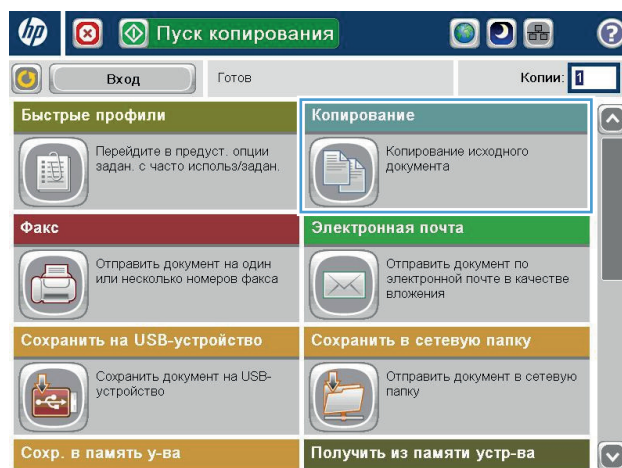 hp
Пуск копирования
?
Вход
Готов
Копии: 1
Быстрые профили
Перейдите в предуст. опции
задан. с часто использ/задан.
Копирование
Копирование исходного
документа
Факс
Отправить документ на один
или несколько номеров факса
Электронная почта
Отправить документ по
электронной почте в качестве
вложения
Сохранить на USB-устройство
Сохранить документ на USB-
устройство
Сохранить в сетевую папку
Отправить документ в сетевую
папку
Сохр. в память у-ва
Получить из памяти устр-ва